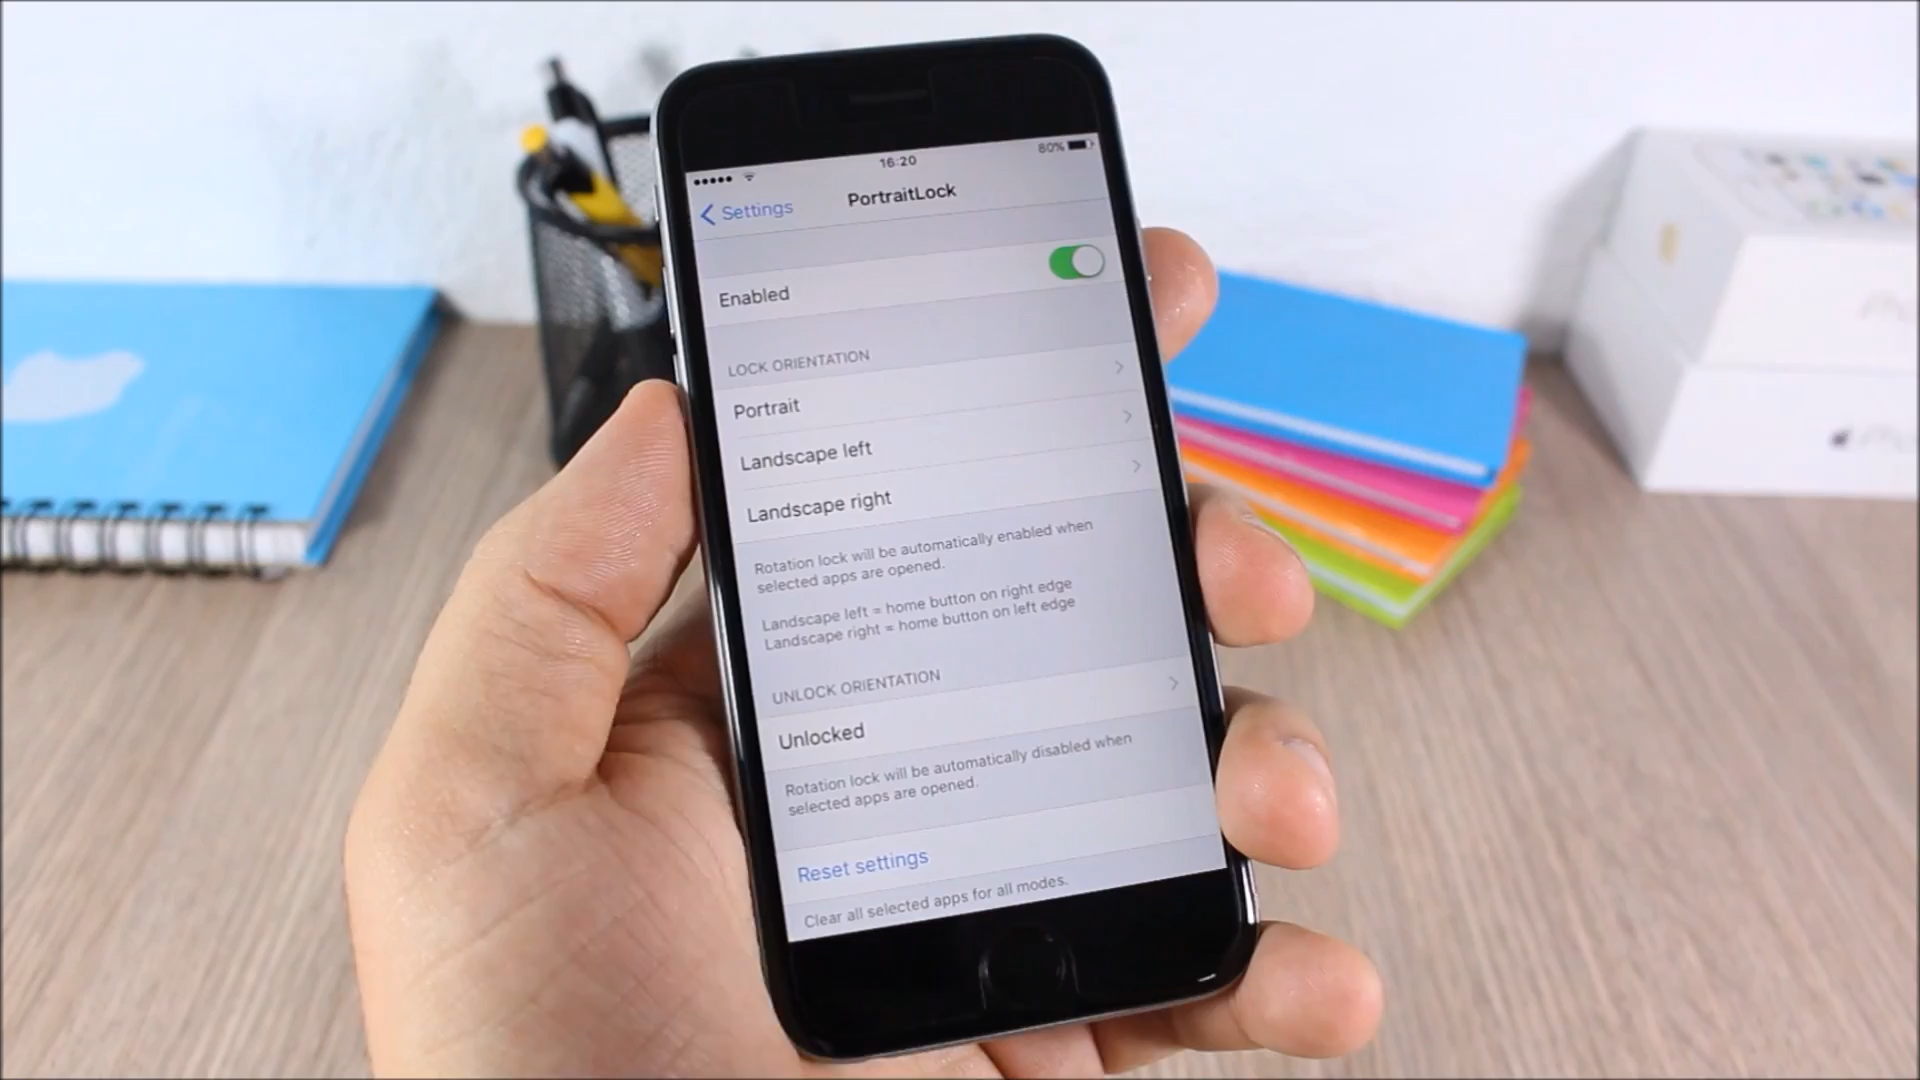 16:20
80%
Settings
PortraitLock
Enabled
LOCK ORIENTATION
Portrait
Landscape left
Landscape right
Rotation lock will be automatically enabled when
selected apps are opened.
Landscape left = home button on right edge
Landscape right = home button on left edge
UNLOCK ORIENTATION
Unlocked
Rotation lock will be automatically disabled when
selected apps are opened.
Reset settings
Clear all selected apps for all modes.